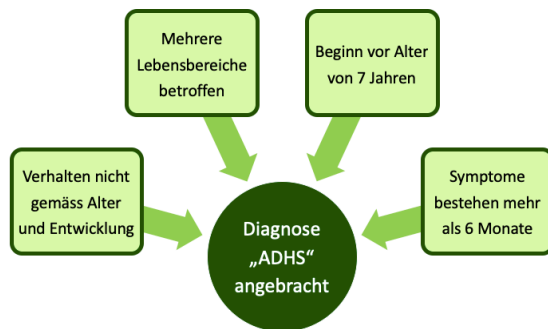 Mehrere
Lebensbereiche
betroffen
Beginn vor Alter
von 7 Jahren
Verhalten nicht
gemäss Alter
und Entwicklung
Symptome
bestehen mehr
als 6 Monate
Diagnose
„ADHS“
angebracht